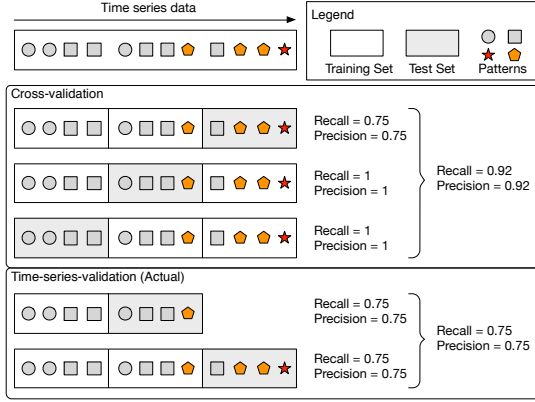 Time series data
Legend
Training Set
Test Set
Patterns
Cross-validation
Recall = 0.75
Precision = 0.75
Recall = 1
Precision = 1
Recall = 1
Precision = 1
Recall = 0.92
Precision = 0.92
Time-series-validation (Actual)
Recall = 0.75
Precision = 0.75
Recall = 0.75
Precision = 0.75
Recall = 0.75
Precision = 0.75